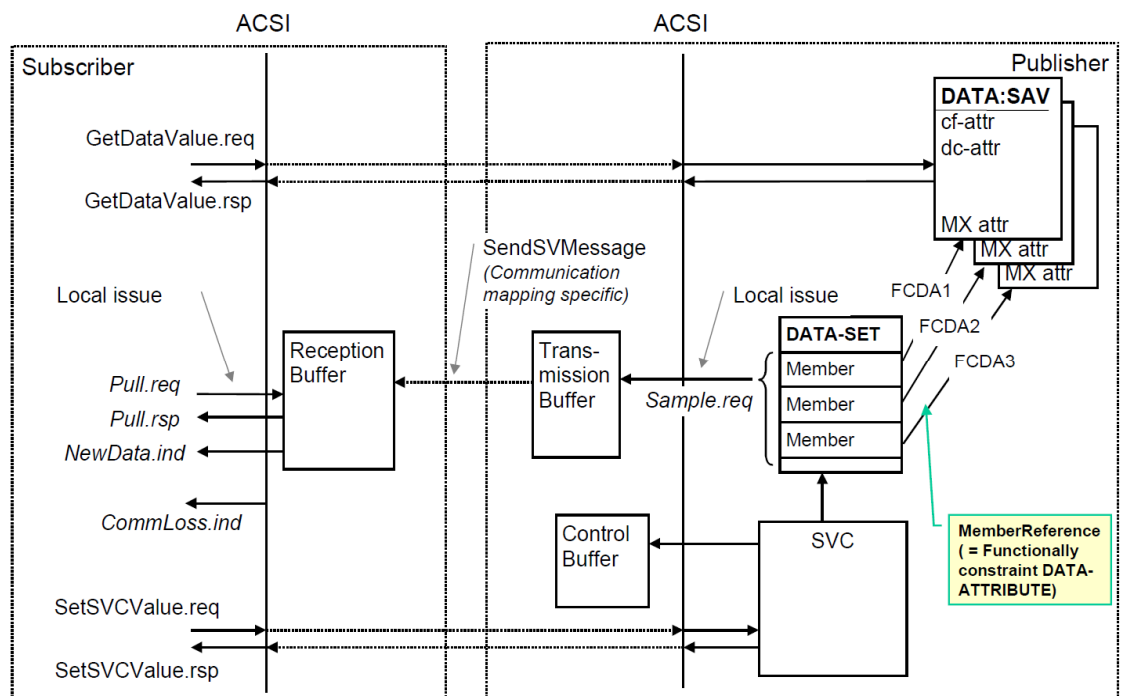 ACSI
ACSI
Subscriber
Publisher
DATA:SAV
cf-attr
dc-attr
MX attr
MX attr
MX attr
GetDataValue.req
GetDataValue.rsp
SendSVMessage
(Communication
mapping specific)
Local issue
Local issue
FCDA1
FCDA2
FCDA3
Reception
Buffer
Trans-
mission
Buffer
DATA-SET
Member
Member
Member
Pull.req
Pull.rsp
NewData.ind
Sample.req
CommLoss.ind
Control
Buffer
SVC
MemberReference
( = Functionally
constraint DATA-
ATTRIBUTE)
SetSVCValue.req
SetSVCValue.rsp